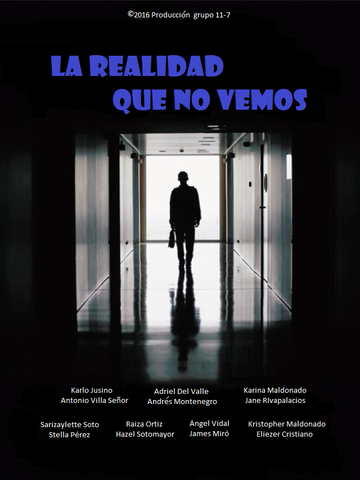 ©2016 Producción grupo 11-7
LA REALIDAD
QUE NO VEMOS
Karlo Jusino
Antonio Villa Señor
Adriel Del Valle
Andrés Montenegro
Karina Maldonado
Jane RIvapalacios
Sarizaylette Soto
Stella Pérez
Raiza Ortiz
Hazel Sotomayor
Ángel Vidal
James Miró
Kristopher Maldonado
Eliezer Cristiano